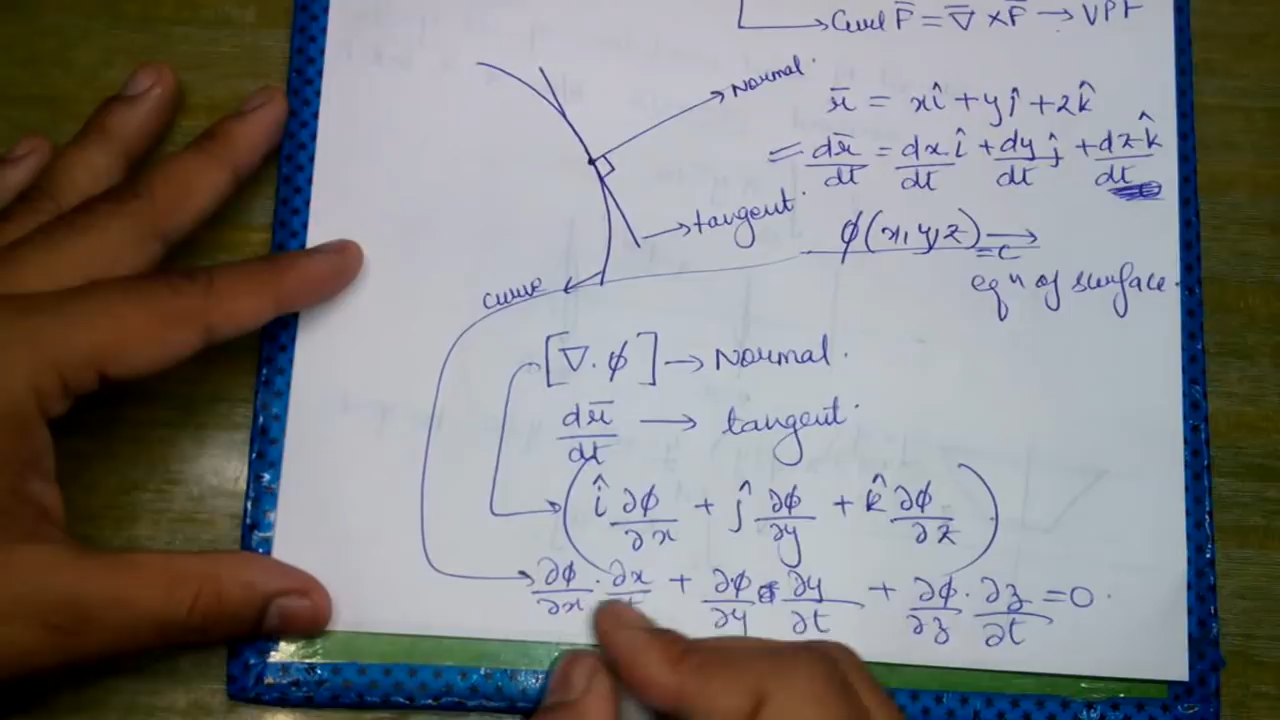 → Curl F̄ = ∇̄ × F̄ → VPF
Normal.
r̄ = xî + yĵ + zk̂
= dr̄/dt = dx/dt î + dy/dt ĵ + dz/dt k̂
→ tangent.
ϕ(x, y, z) = c →
eqn of surface.
curve
[∇.ϕ] → Normal.
dr̄/dt → tangent.
(î ∂ϕ/∂x + ĵ ∂ϕ/∂y + k̂ ∂ϕ/∂z)
∂ϕ/∂x . ∂x/∂t + ∂ϕ/∂y . ∂y/∂t + ∂ϕ/∂z . ∂z/∂t = 0.